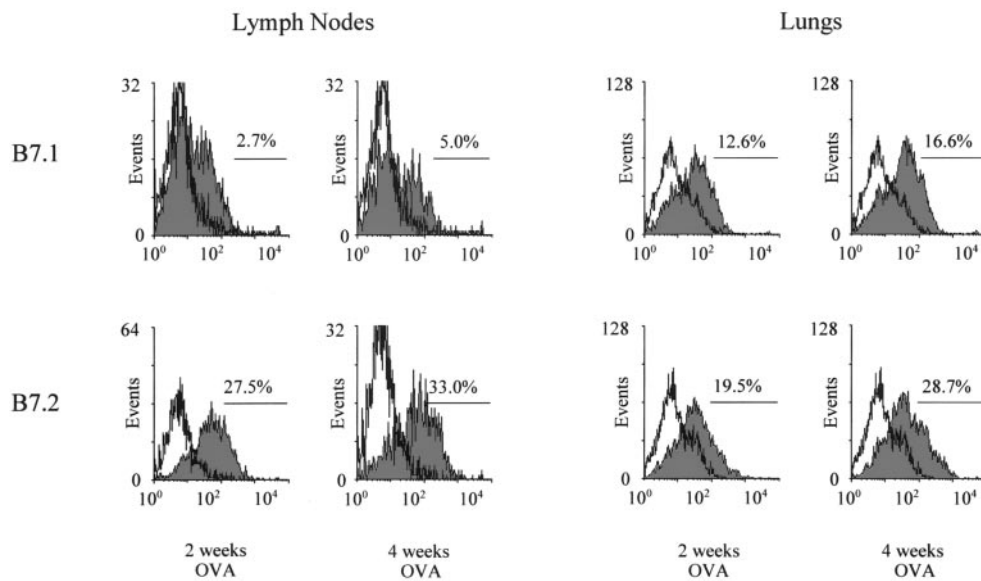 Lymph Nodes Lungs
B7.1
32
Events
2.7%
0
10⁰ 10² 10⁴
32
Events
5.0%
0
10⁰ 10² 10⁴
128
Events
12.6%
0
10⁰ 10² 10⁴
128
Events
16.6%
0
10⁰ 10² 10⁴
B7.2
64
Events
27.5%
0
10⁰ 10² 10⁴
32
Events
33.0%
0
10⁰ 10² 10⁴
128
Events
19.5%
0
10⁰ 10² 10⁴
128
Events
28.7%
0
10⁰ 10² 10⁴
2 weeks
OVA
4 weeks
OVA
2 weeks
OVA
4 weeks
OVA